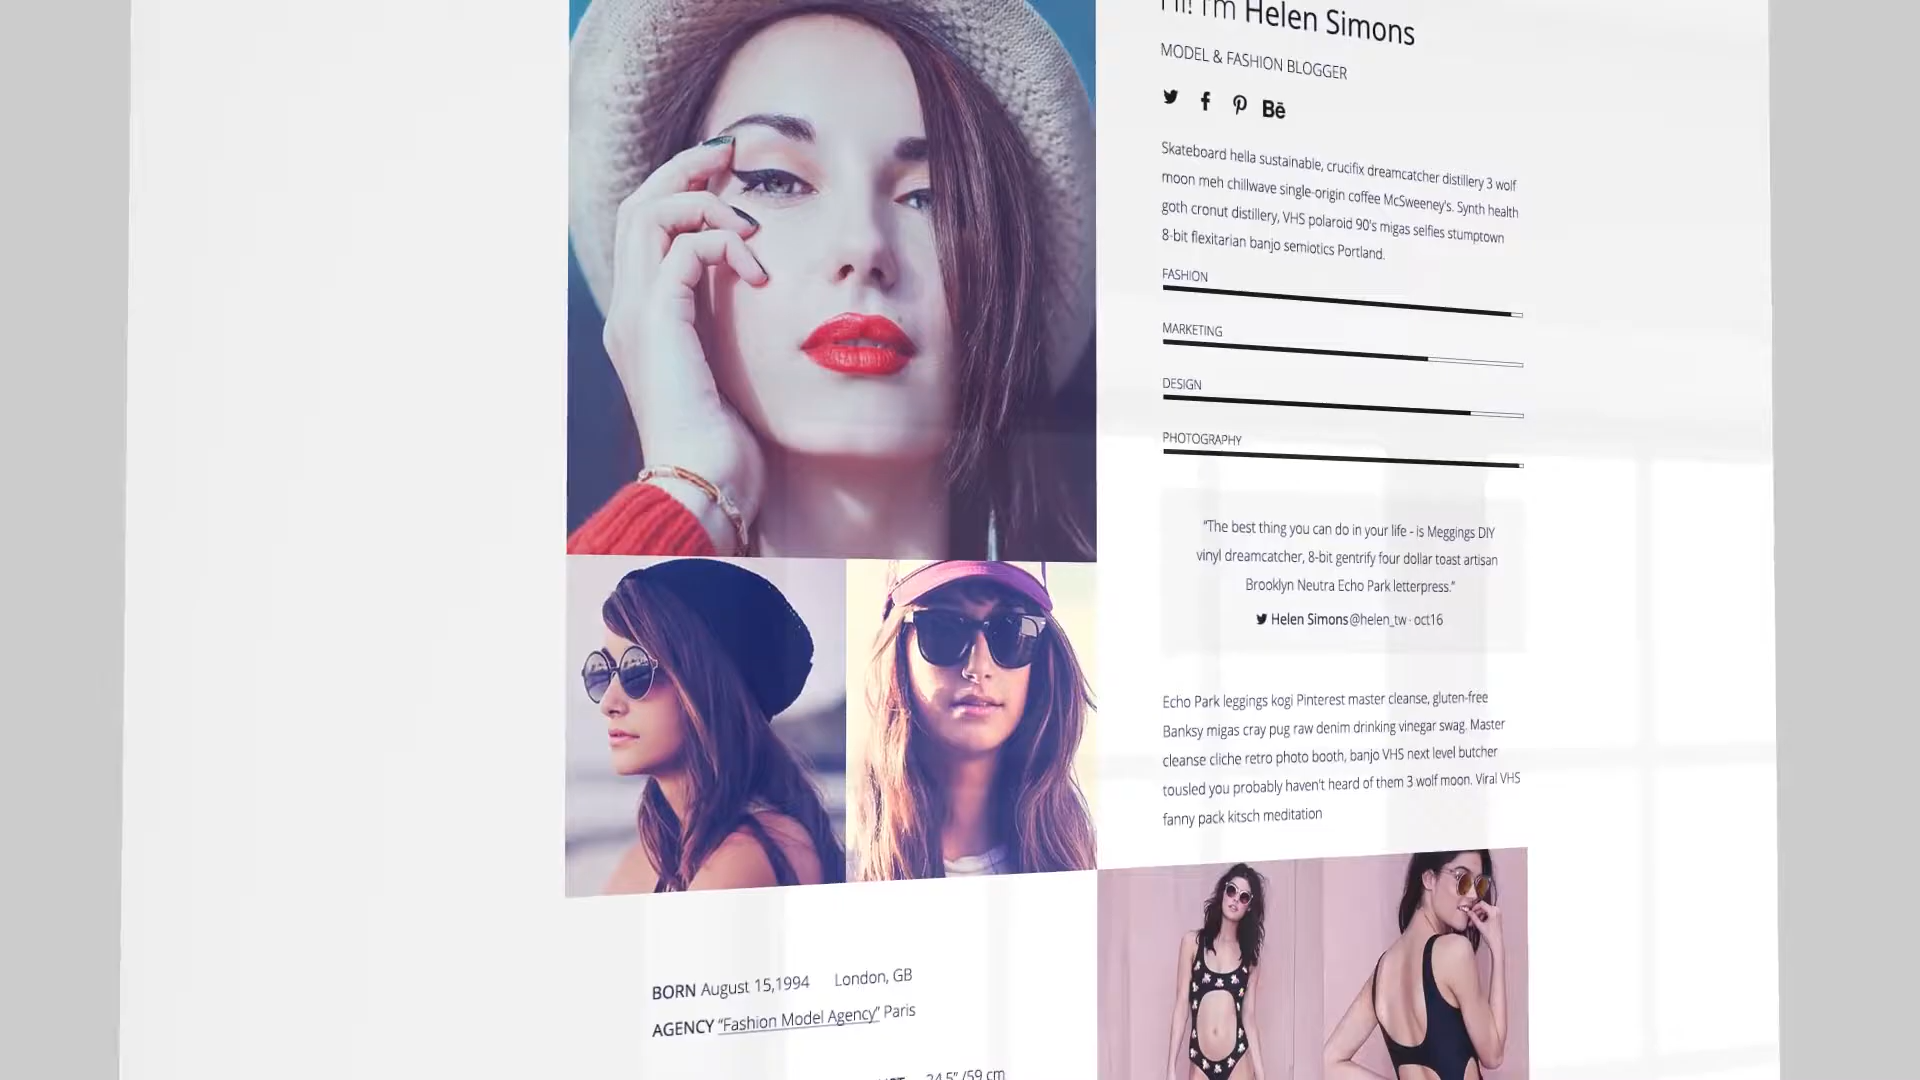 Hi! I'm Helen Simons
MODEL & FASHION BLOGGER
Bē
Skateboard hella sustainable, crucifix dreamcatcher distillery 3 wolf
moon meh chillwave single-origin coffee McSweeney's. Synth health
goth cronut distillery, VHS polaroid 90's migas selfies stumptown
8-bit flexitarian banjo semiotics Portland.
FASHION
MARKETING
DESIGN
PHOTOGRAPHY
"The best thing you can do in your life - is Meggings DIY
vinyl dreamcatcher, 8-bit gentrify four dollar toast artisan
Brooklyn Neutra Echo Park letterpress."
Helen Simons @helen_tw · oct16
Echo Park leggings kogi Pinterest master cleanse, gluten-free
Banksy migas cray pug raw denim drinking vinegar swag. Master
cleanse cliche retro photo booth, banjo VHS next level butcher
tousled you probably haven't heard of them 3 wolf moon. Viral VHS
fanny pack kitsch meditation
BORN August 15,1994 London, GB
AGENCY "Fashion Model Agency" Paris
24,5" /59 cm